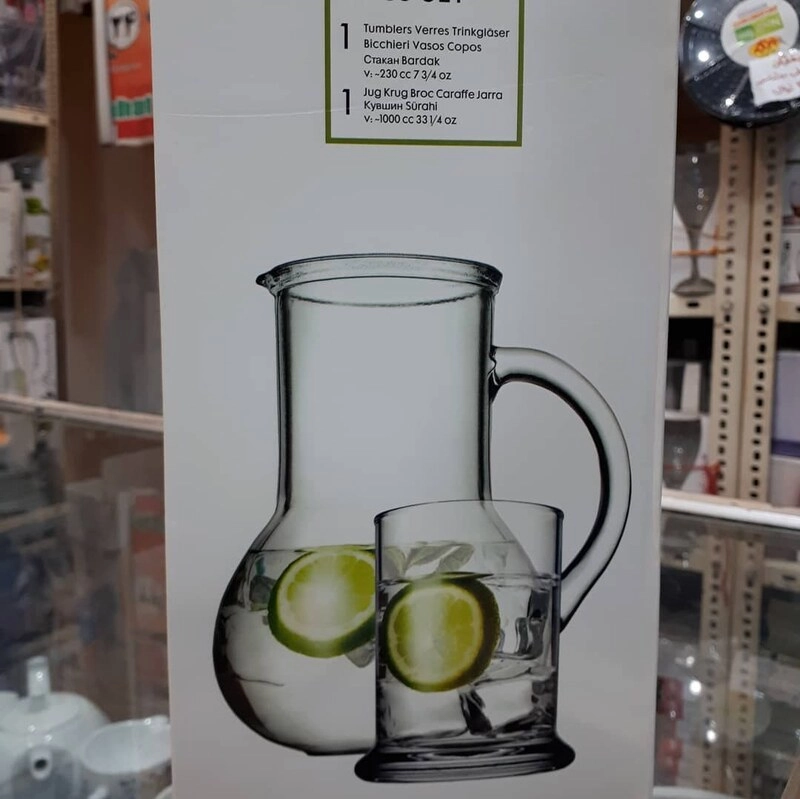 1 Tumblers Verres Trinkgläser
Bicchieri Vasos Copos
Стакан Bardak
V: ~230 cc 7 3/4 oz
1 Jug Krug Broc Caraffe Jarra
Кувшин Sürahi
V: ~1000 cc 33 1/4 oz